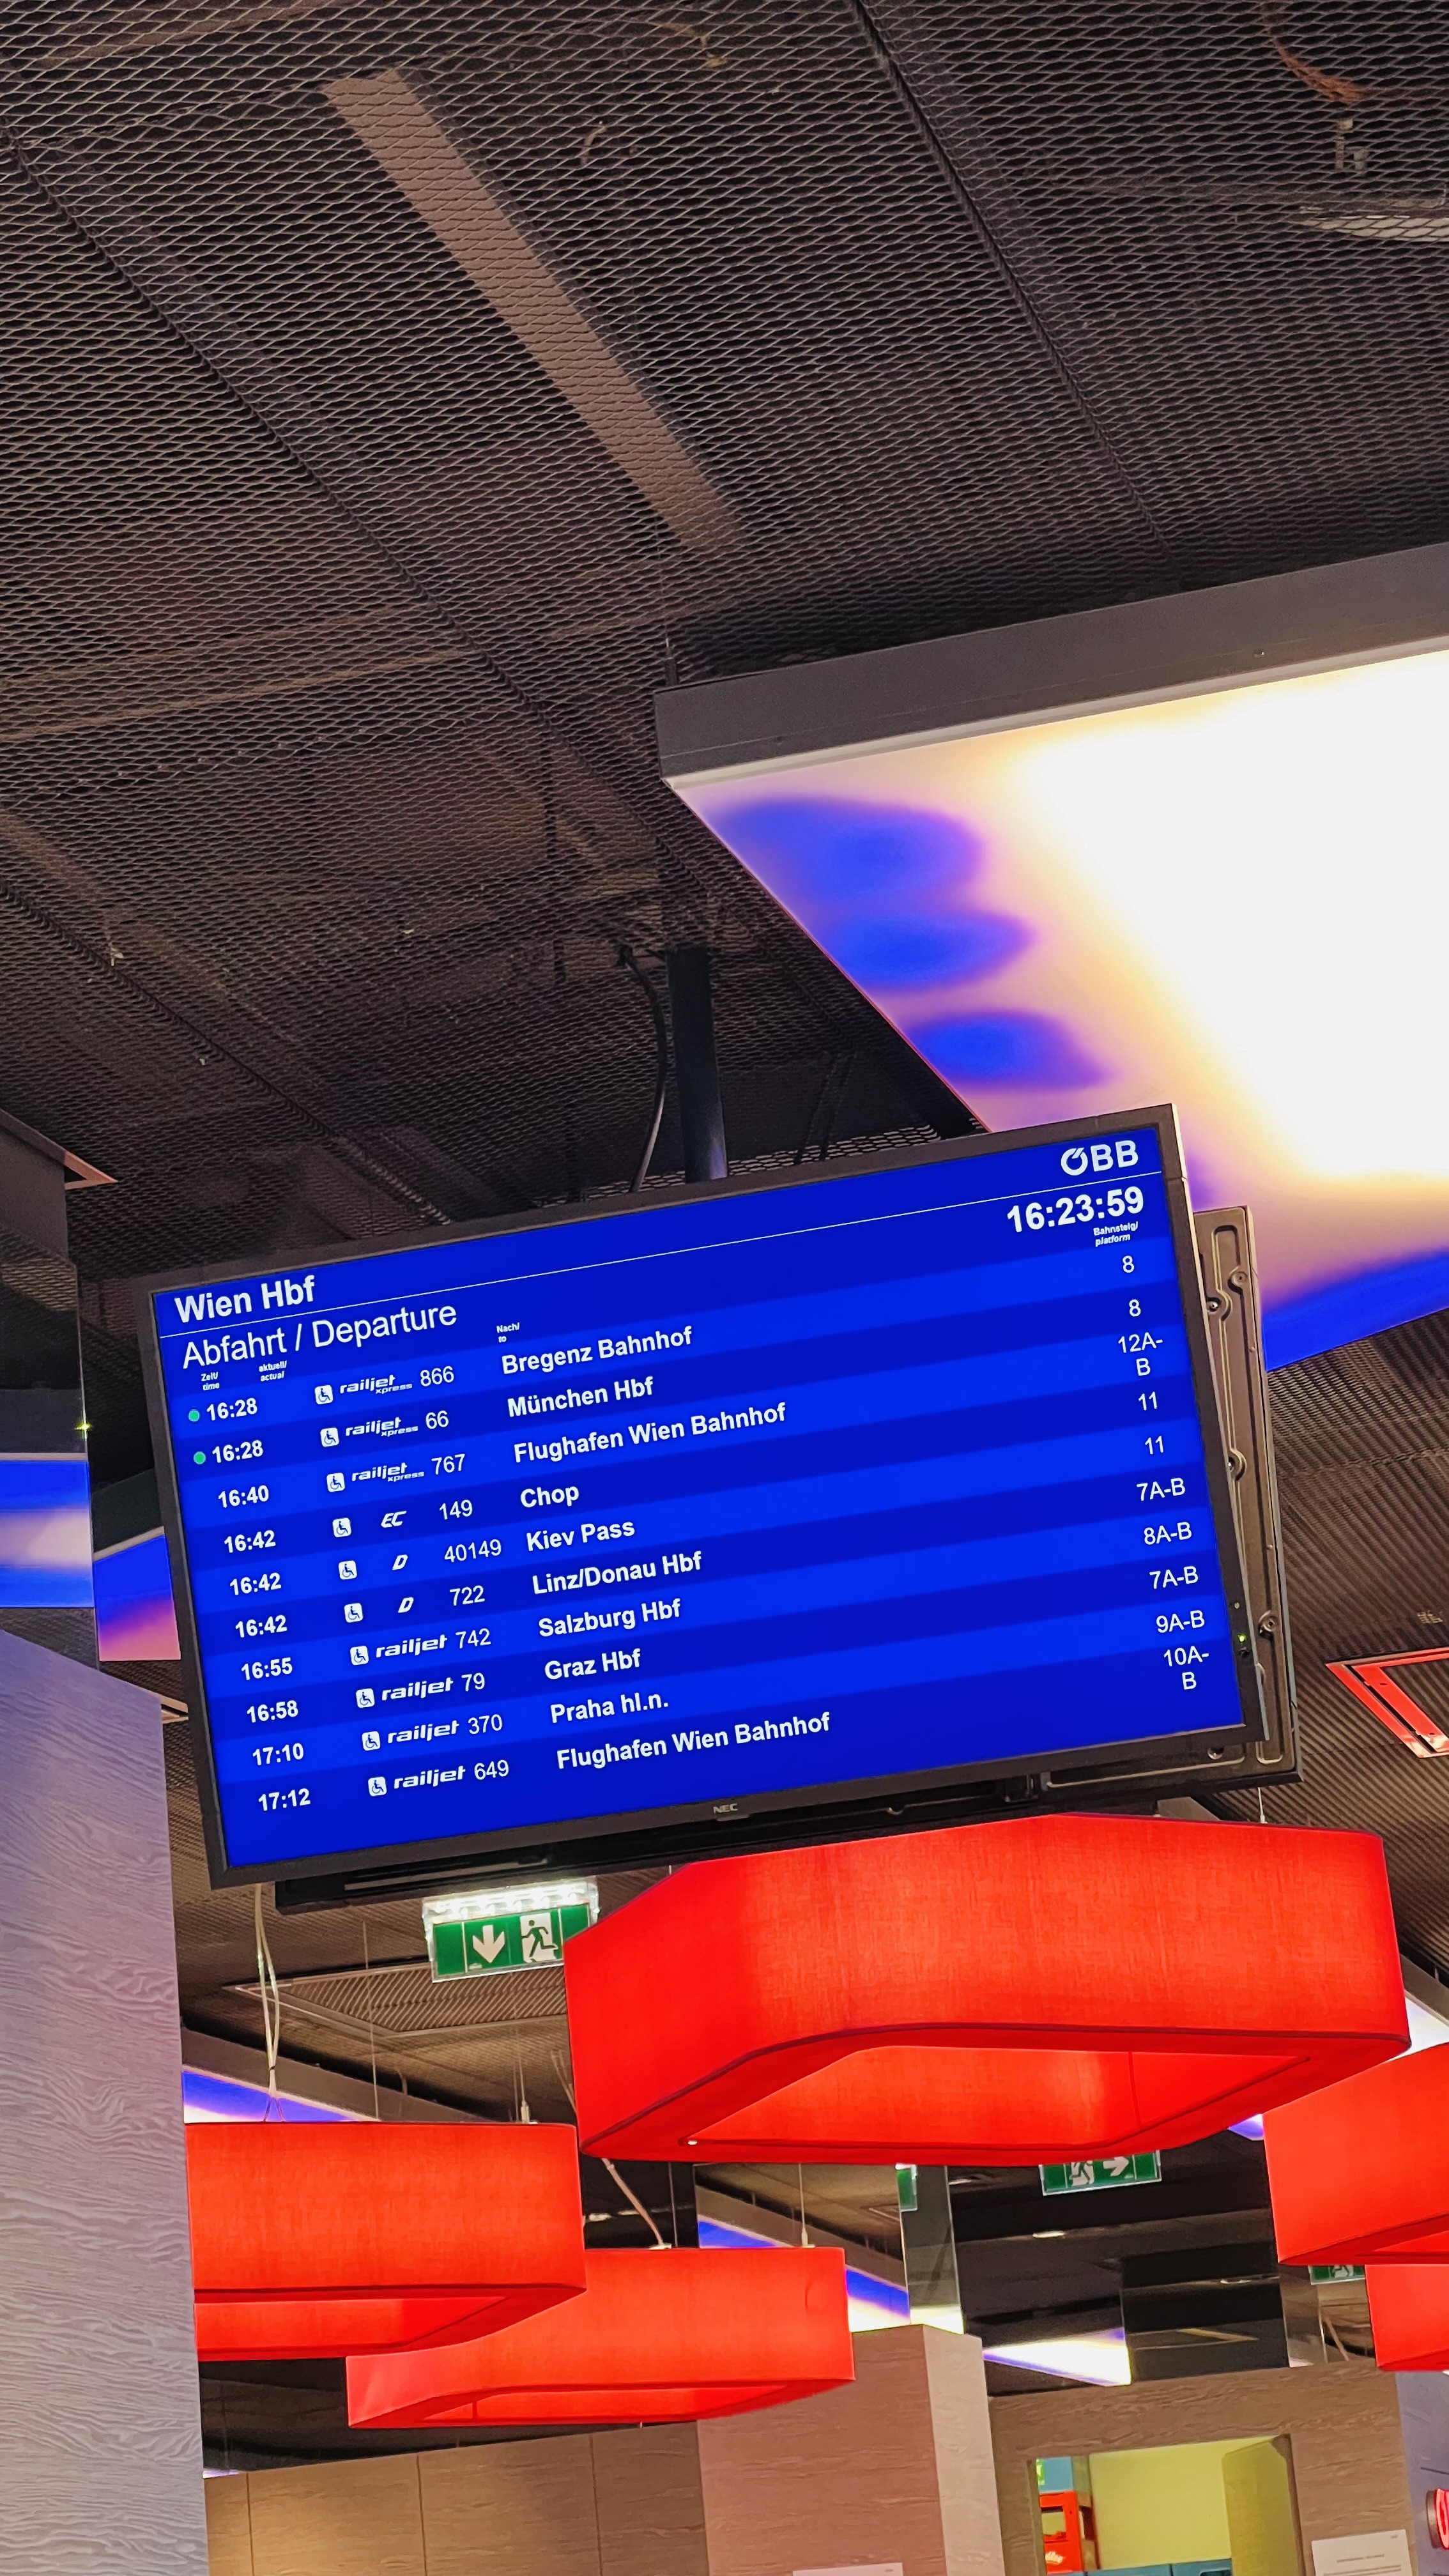 ÖBB
Wien Hbf
16:23:59
Abfahrt / Departure
Zeit/ time
aktuell/ actual
Nach/ to
Bahnsteig/ platform
16:28 railjet xpress 866 Bregenz Bahnhof 8
16:28 railjet xpress 66 München Hbf 8
16:40 railjet xpress 767 Flughafen Wien Bahnhof 12A-
B
16:42 EC 149 Chop 11
16:42 D 40149 Kiev Pass 11
16:42 D 722 Linz/Donau Hbf 7A-B
16:55 railjet 742 Salzburg Hbf 8A-B
16:58 railjet 79 Graz Hbf 7A-B
17:10 railjet 370 Praha hl.n. 9A-B
17:12 railjet 649 Flughafen Wien Bahnhof 10A-
B
NEC